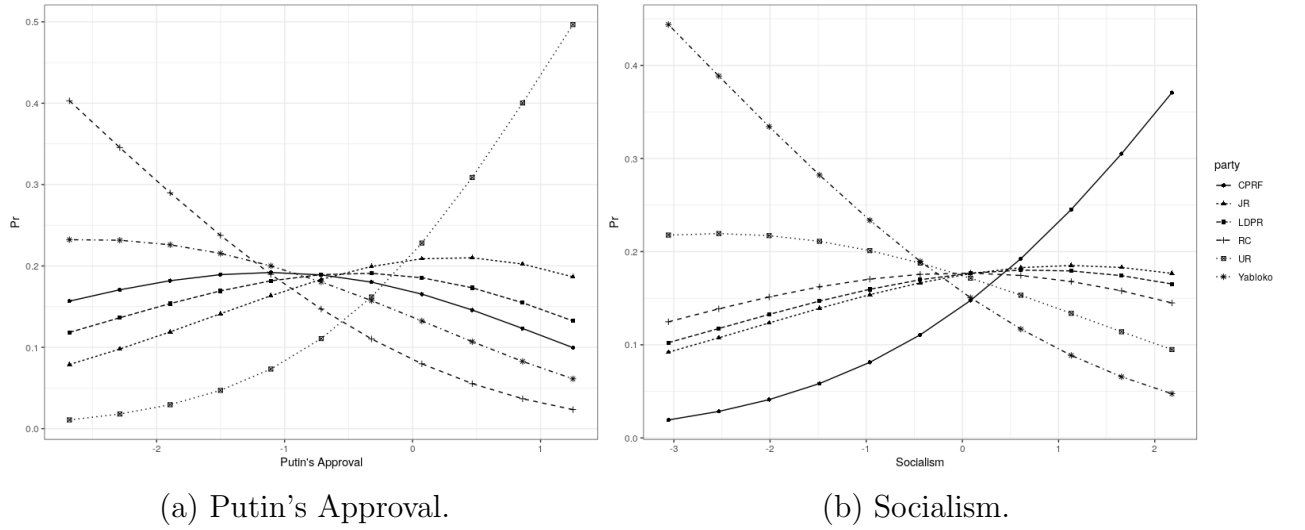 0.5
0.4
0.3
0.2
0.1
0.0
Pr
-2 -1 0 1
Putin's Approval
(a) Putin's Approval.
0.4
0.3
0.2
0.1
0.0
Pr
-3 -2 -1 0 1 2
Socialism
(b) Socialism.
party
CPRF
JR
LDPR
RC
UR
Yabloko